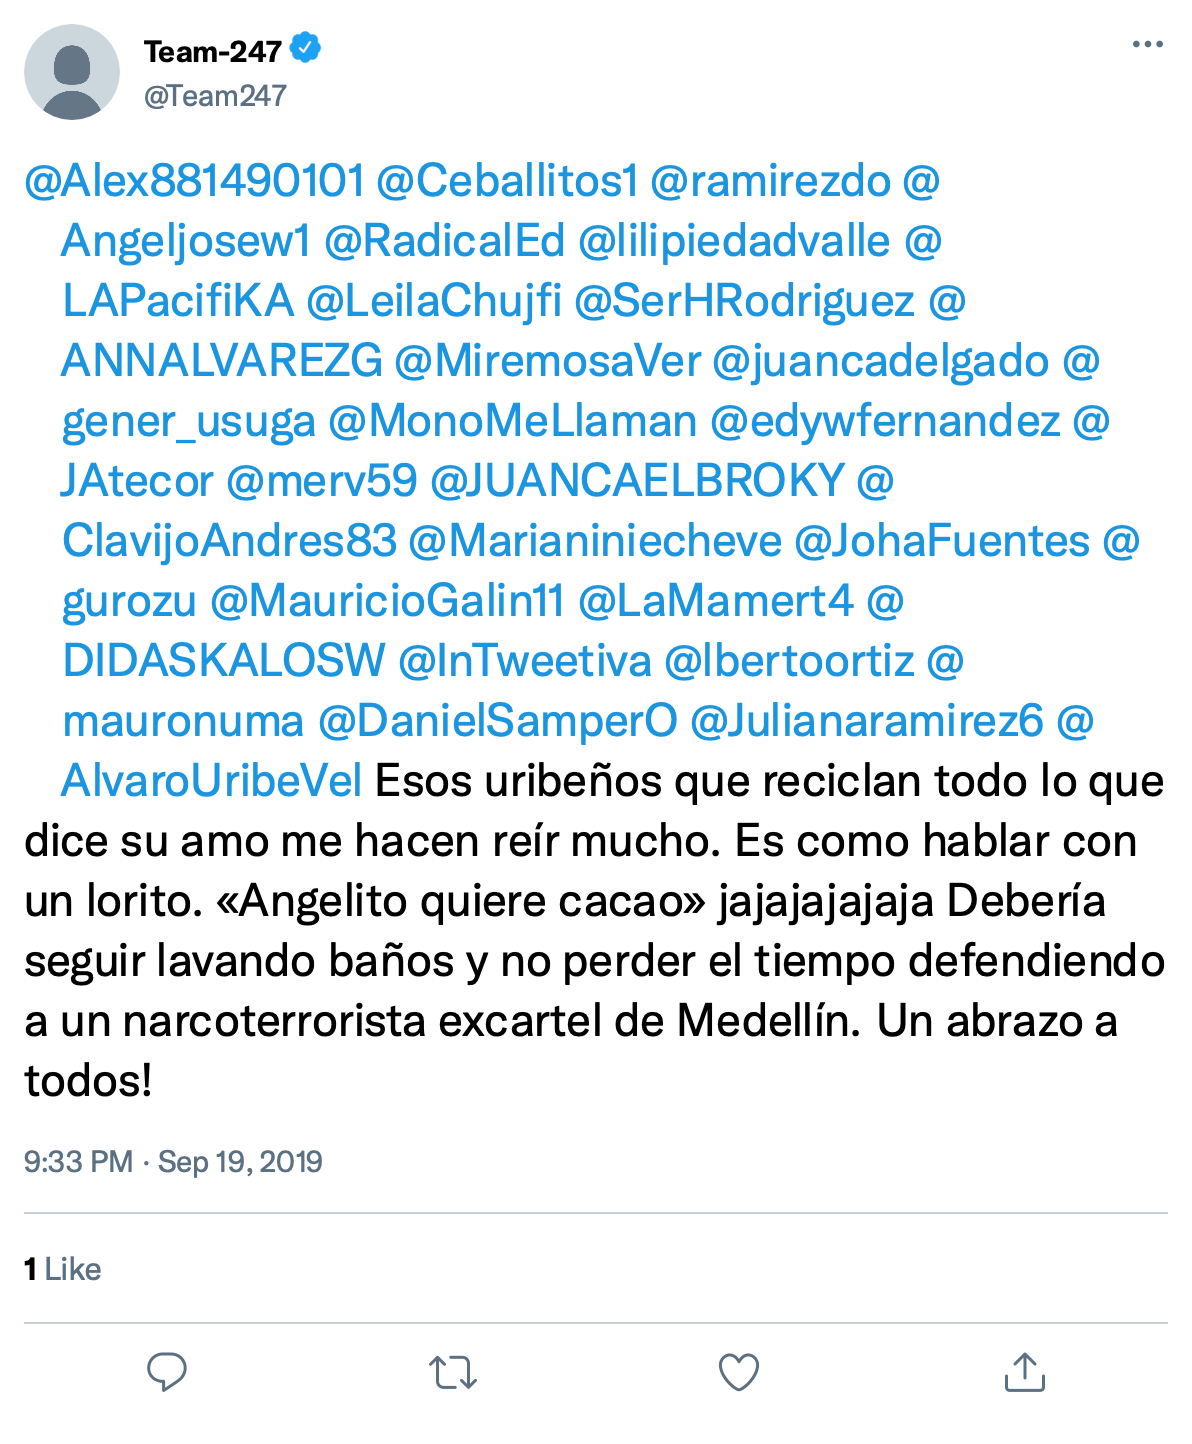 Team-247
@Team247
@Alex881490101 @Ceballitos1 @ramirezdo @
Angeljosew1 @RadicalEd @lilipiedadvalle @
LAPacifiKA @LeilaChujfi @SerHRodriguez @
ANNALVAREZG @MiremosaVer @juancadelgado @
gener_usuga @MonoMeLlaman @edywfernandez @
JAtecor @merv59 @JUANCAELBROKY @
ClavijoAndres83 @Marianiniecheve @JohaFuentes @
gurozu @MauricioGalin11 @LaMamert4 @
DIDASKALOSW @InTweetiva @lbertoortiz @
mauronuma @DanielSamperO @Julianaramirez6 @
AlvaroUribeVel Esos uribeños que reciclan todo lo que
dice su amo me hacen reír mucho. Es como hablar con
un lorito. «Angelito quiere cacao» jajajajajaja Debería
seguir lavando baños y no perder el tiempo defendiendo
a un narcoterrorista excartel de Medellín. Un abrazo a
todos!
9:33 PM · Sep 19, 2019
1 Like